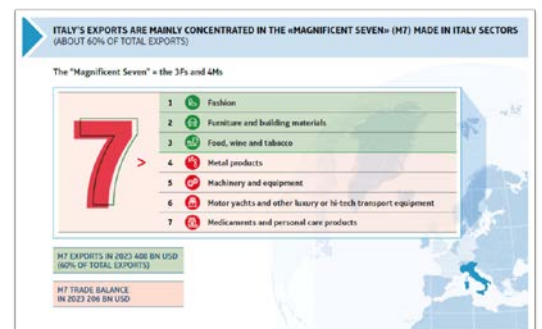 ITALY'S EXPORTS ARE MAINLY CONCENTRATED IN THE «MAGNIFICENT SEVEN» (M7) MADE IN ITALY SECTORS
(ABOUT 60% OF TOTAL EXPORTS)
The "Magnificent Seven" = the 3Fs and 4Ms
7 >
1 Fashion
2 Furniture and building materials
3 Food, wine and tabacco
4 Metal products
5 Machinery and equipment
6 Motor yachts and other luxury or hi-tech transport equipment
7 Medicaments and personal care products
M7 EXPORTS IN 2023 408 BN USD
(60% OF TOTAL EXPORTS)
M7 TRADE BALANCE
IN 2023 206 BN USD